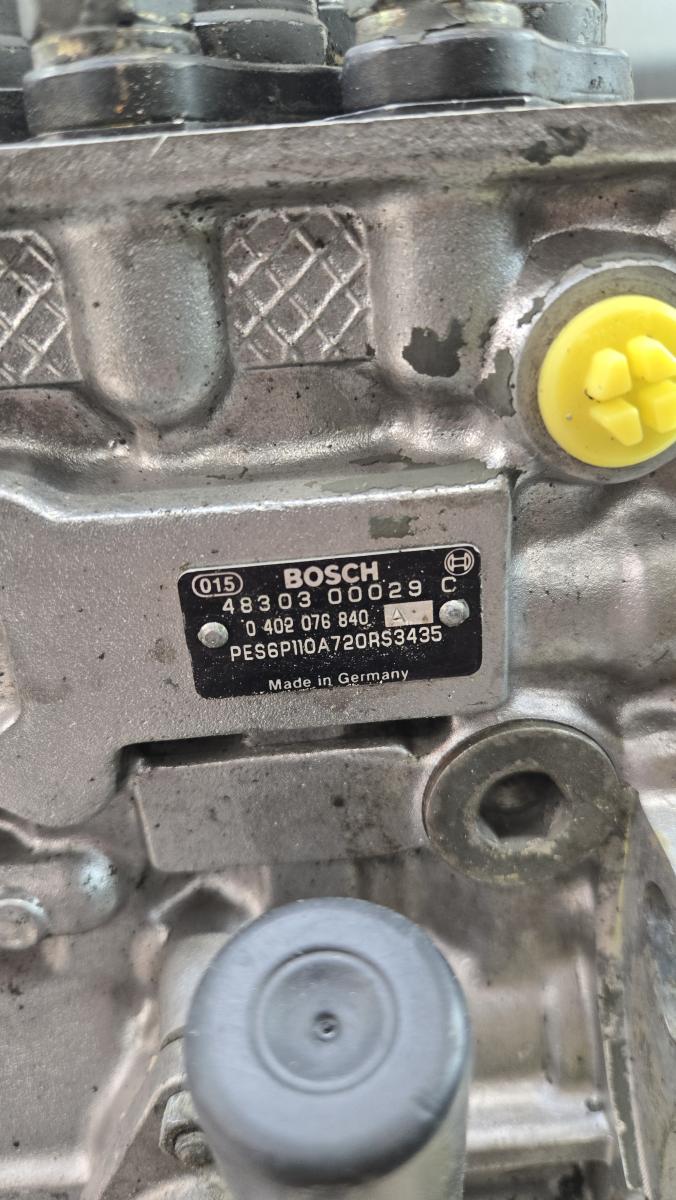 015 BOSCH
48303 00029 C
0 402 076 840 A
PES6P110A720RS3435
Made in Germany